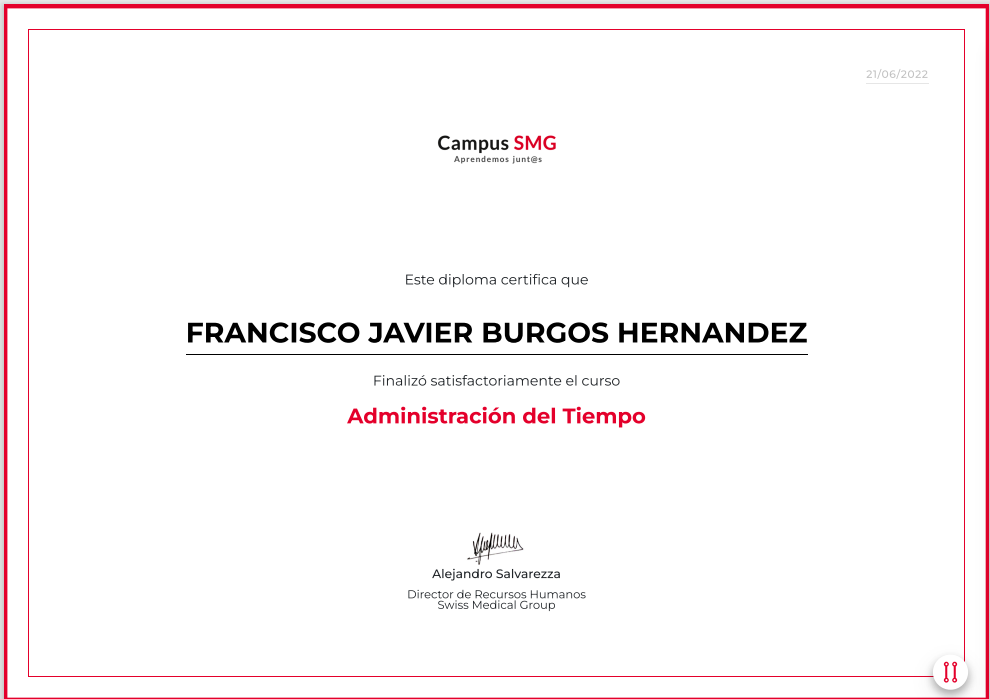 21/06/2022
Campus SMG
Aprendemos junt@s
Este diploma certifica que
FRANCISCO JAVIER BURGOS HERNANDEZ
Finalizó satisfactoriamente el curso
Administración del Tiempo
Alejandro Salvarezza
Director de Recursos Humanos
Swiss Medical Group